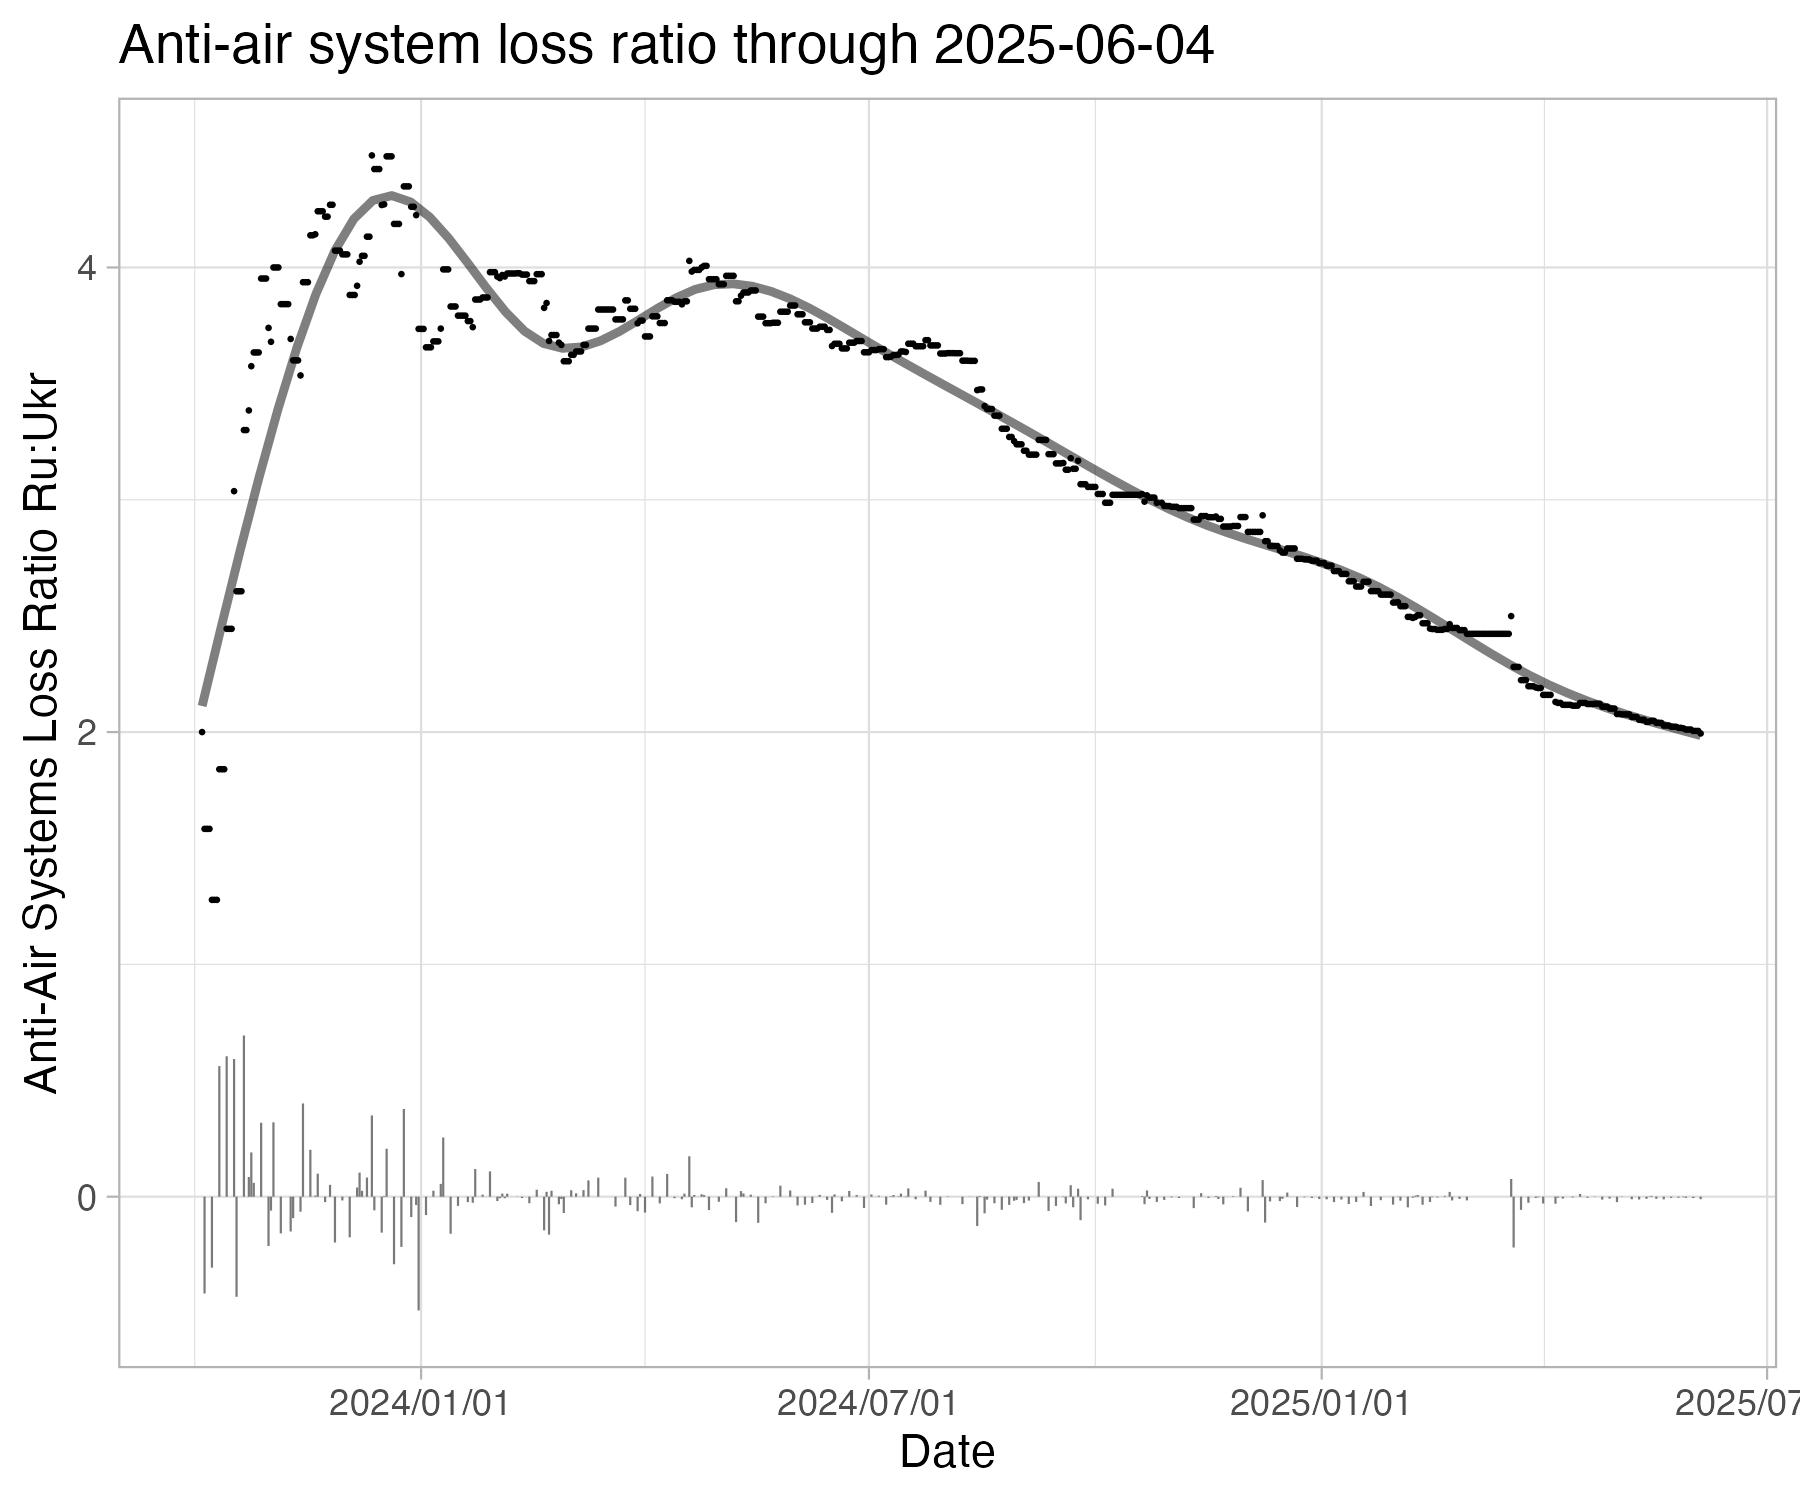 Anti-air system loss ratio through 2025-06-04
Anti-Air Systems Loss Ratio Ru:Ukr
4
2
0
2024/01/01
2024/07/01
2025/01/01
2025/07
Date